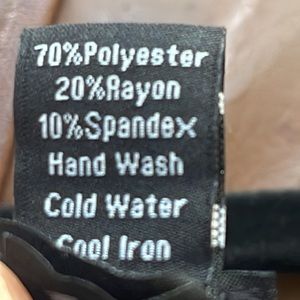 70%Polyester
20%Rayon
10%Spandex
Hand Wash
Cold Water
Cool Iron